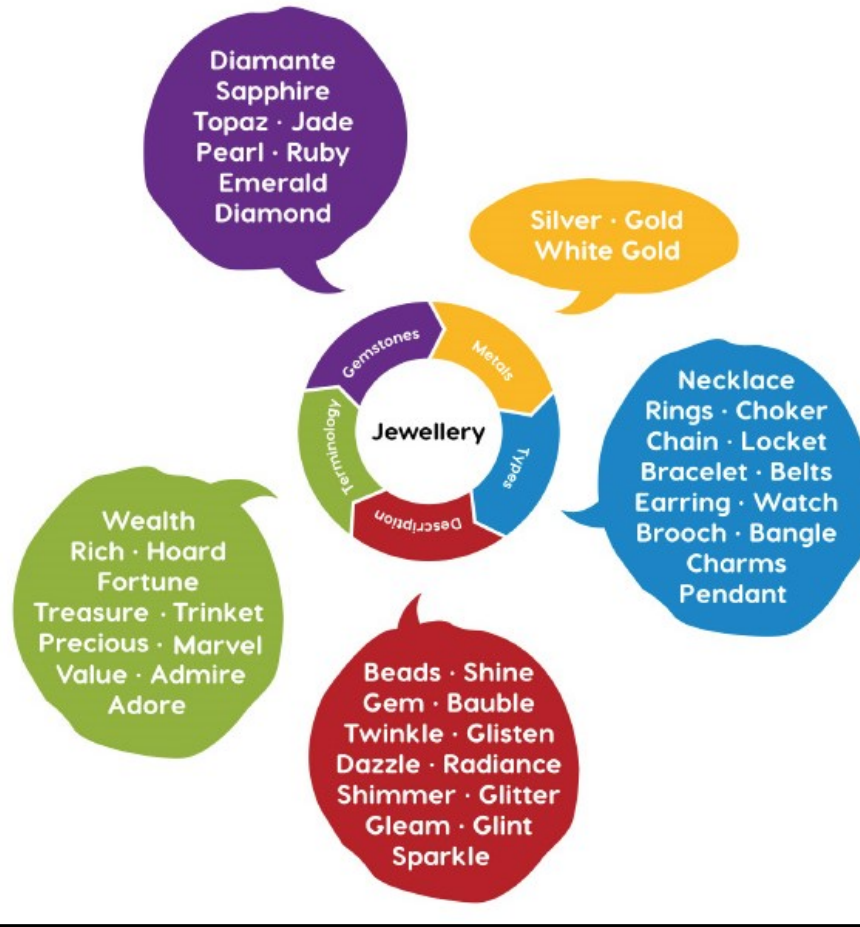 Diamante
Sapphire
Topaz · Jade
Pearl · Ruby
Emerald
Diamond
Silver · Gold
White Gold
Gemstones
Metals
Jewellery
Terminology
Types
Description
Necklace
Rings · Choker
Chain · Locket
Bracelet · Belts
Earring · Watch
Brooch · Bangle
Charms
Pendant
Wealth
Rich · Hoard
Fortune
Treasure · Trinket
Precious · Marvel
Value · Admire
Adore
Beads · Shine
Gem · Bauble
Twinkle · Glisten
Dazzle · Radiance
Shimmer · Glitter
Gleam · Glint
Sparkle